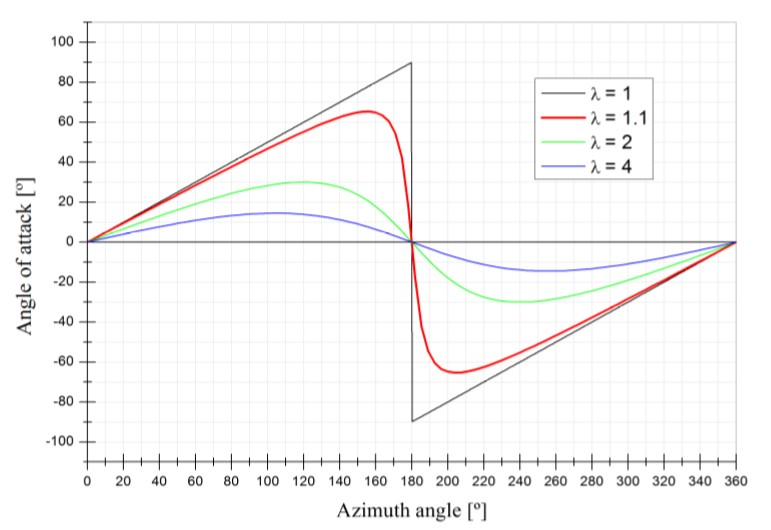 100
80
60
40
20
0
-20
-40
-60
-80
-100
Angle of attack [º]
λ = 1
λ = 1.1
λ = 2
λ = 4
0 20 40 60 80 100 120 140 160 180 200 220 240 260 280 300 320 340 360
Azimuth angle [º]